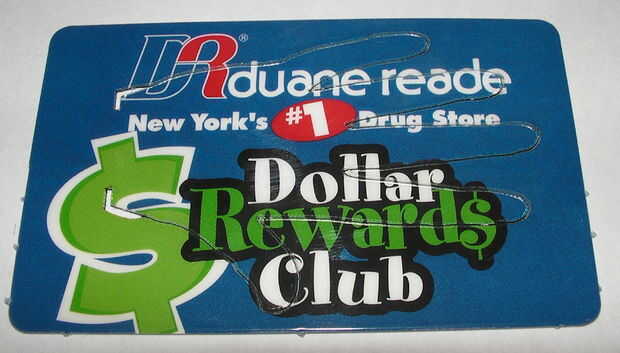 DR® duane reade
New York's #1 Drug Store
$
Dollar
Reward$
Club